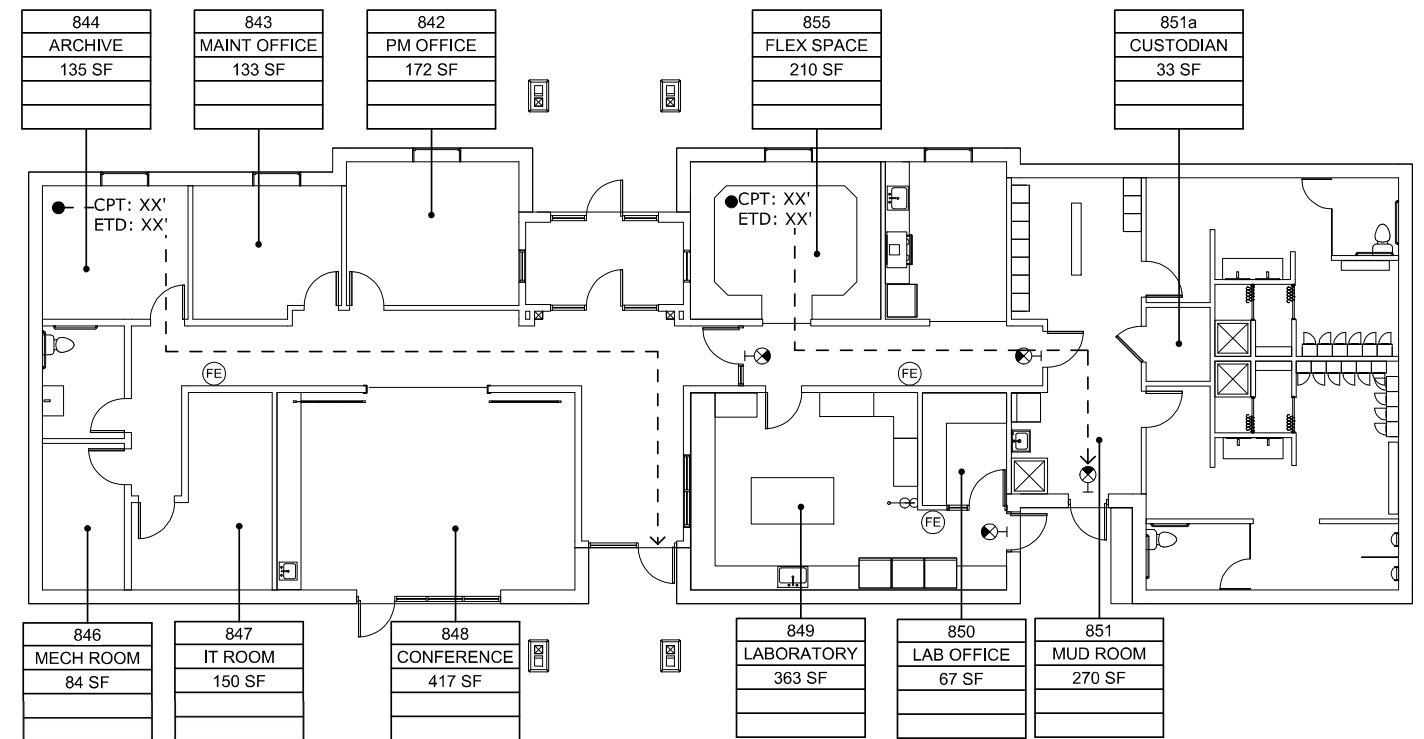 844
ARCHIVE
135 SF
843
MAINT OFFICE
133 SF
842
PM OFFICE
172 SF
855
FLEX SPACE
210 SF
851a
CUSTODIAN
33 SF
CPT: XX'
ETD: XX'
CPT: XX'
ETD: XX'
FE
FE
FE
846
MECH ROOM
84 SF
847
IT ROOM
150 SF
848
CONFERENCE
417 SF
849
LABORATORY
363 SF
850
LAB OFFICE
67 SF
851
MUD ROOM
270 SF